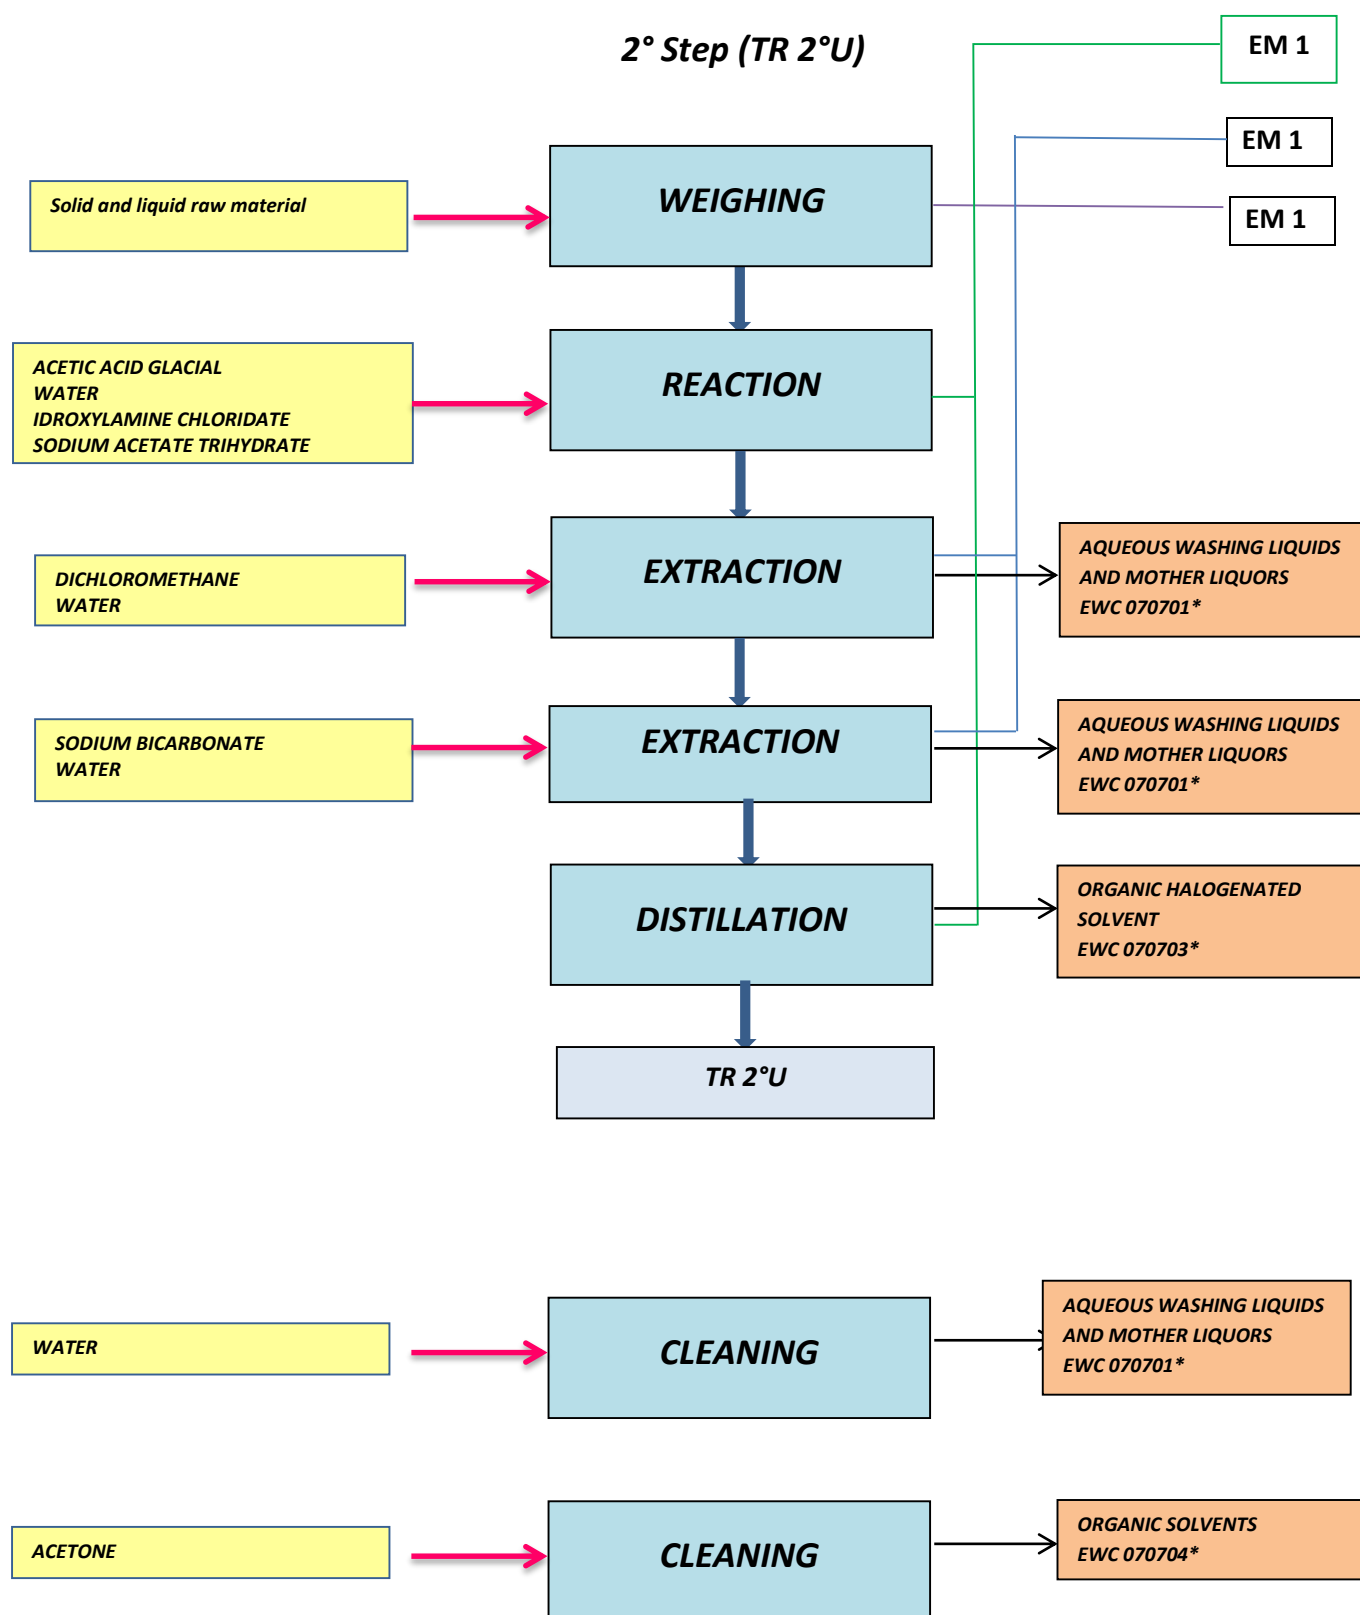 2° Step (TR 2°U)
EM 1
EM 1
EM 1
Solid and liquid raw material
WEIGHING
ACETIC ACID GLACIAL
WATER
IDROXYLAMINE CHLORIDATE
SODIUM ACETATE TRIHYDRATE
REACTION
DICHLOROMETHANE
WATER
EXTRACTION
AQUEOUS WASHING LIQUIDS
AND MOTHER LIQUORS
EWC 070701*
SODIUM BICARBONATE
WATER
EXTRACTION
AQUEOUS WASHING LIQUIDS
AND MOTHER LIQUORS
EWC 070701*
DISTILLATION
ORGANIC HALOGENATED
SOLVENT
EWC 070703*
TR 2°U
WATER
CLEANING
AQUEOUS WASHING LIQUIDS
AND MOTHER LIQUORS
EWC 070701*
ACETONE
CLEANING
ORGANIC SOLVENTS
EWC 070704*